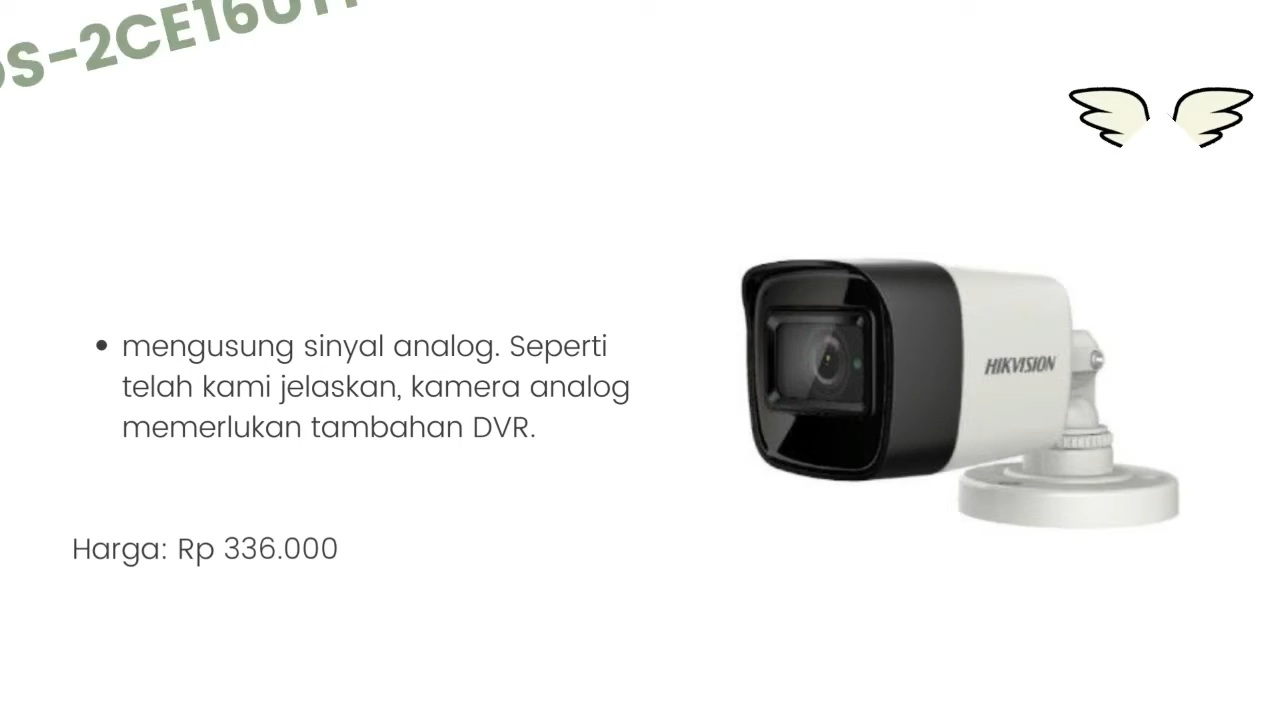 mengusung sinyal analog. Seperti
telah kami jelaskan, kamera analog
memerlukan tambahan DVR.
Harga: Rp 336.000
HIKVISION